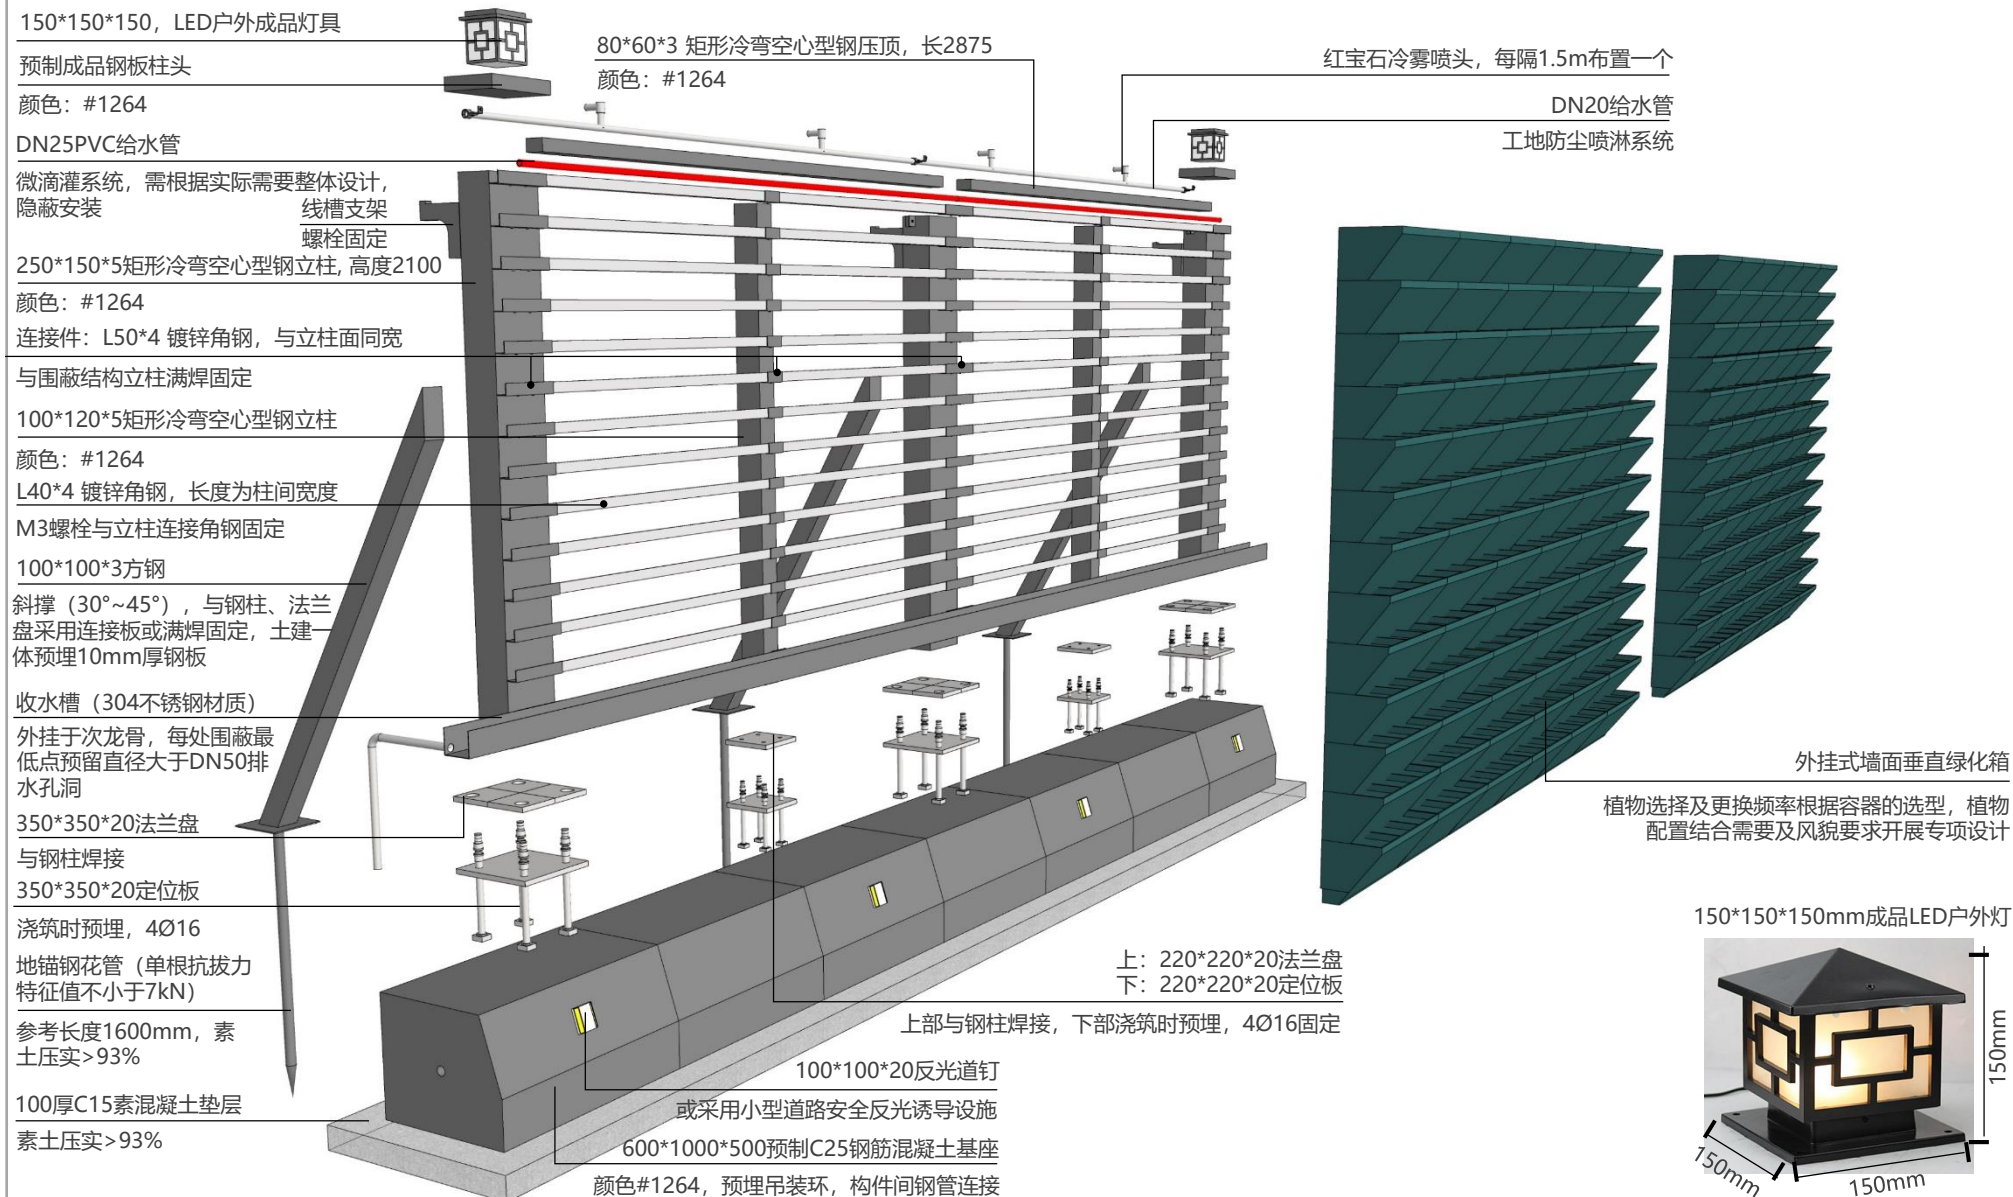 150*150*150，LED户外成品灯具
预制成品钢板柱头
颜色：#1264
DN25PVC给水管
微滴灌系统，需根据实际需要整体设计，
隐蔽安装
线槽支架
螺栓固定
250*150*5矩形冷弯空心型钢立柱, 高度2100
颜色：#1264
连接件：L50*4 镀锌角钢，与立柱面同宽
与围蔽结构立柱满焊固定
100*120*5矩形冷弯空心型钢立柱
颜色：#1264
L40*4 镀锌角钢，长度为柱间宽度
M3螺栓与立柱连接角钢固定
100*100*3方钢
斜撑（30°~45°），与钢柱、法兰
盘采用连接板或满焊固定，土建一
体预埋10mm厚钢板
收水槽（304不锈钢材质）
外挂于次龙骨，每处围蔽最
低点预留直径大于DN50排
水孔洞
350*350*20法兰盘
与钢柱焊接
350*350*20定位板
浇筑时预埋，4Ø16
地锚钢花管（单根抗拔力
特征值不小于7kN）
参考长度1600mm，素
土压实>93%
100厚C15素混凝土垫层
素土压实>93%
80*60*3 矩形冷弯空心型钢压顶，长2875
颜色：#1264
红宝石冷雾喷头，每隔1.5m布置一个
DN20给水管
工地防尘喷淋系统
外挂式墙面垂直绿化箱
植物选择及更换频率根据容器的选型，植物
配置结合需要及风貌要求开展专项设计
上：220*220*20法兰盘
下：220*220*20定位板
上部与钢柱焊接，下部浇筑时预埋，4Ø16固定
100*100*20反光道钉
或采用小型道路安全反光诱导设施
600*1000*500预制C25钢筋混凝土基座
颜色#1264，预埋吊装环，构件间钢管连接
150*150*150mm成品LED户外灯
150mm
150mm
150mm